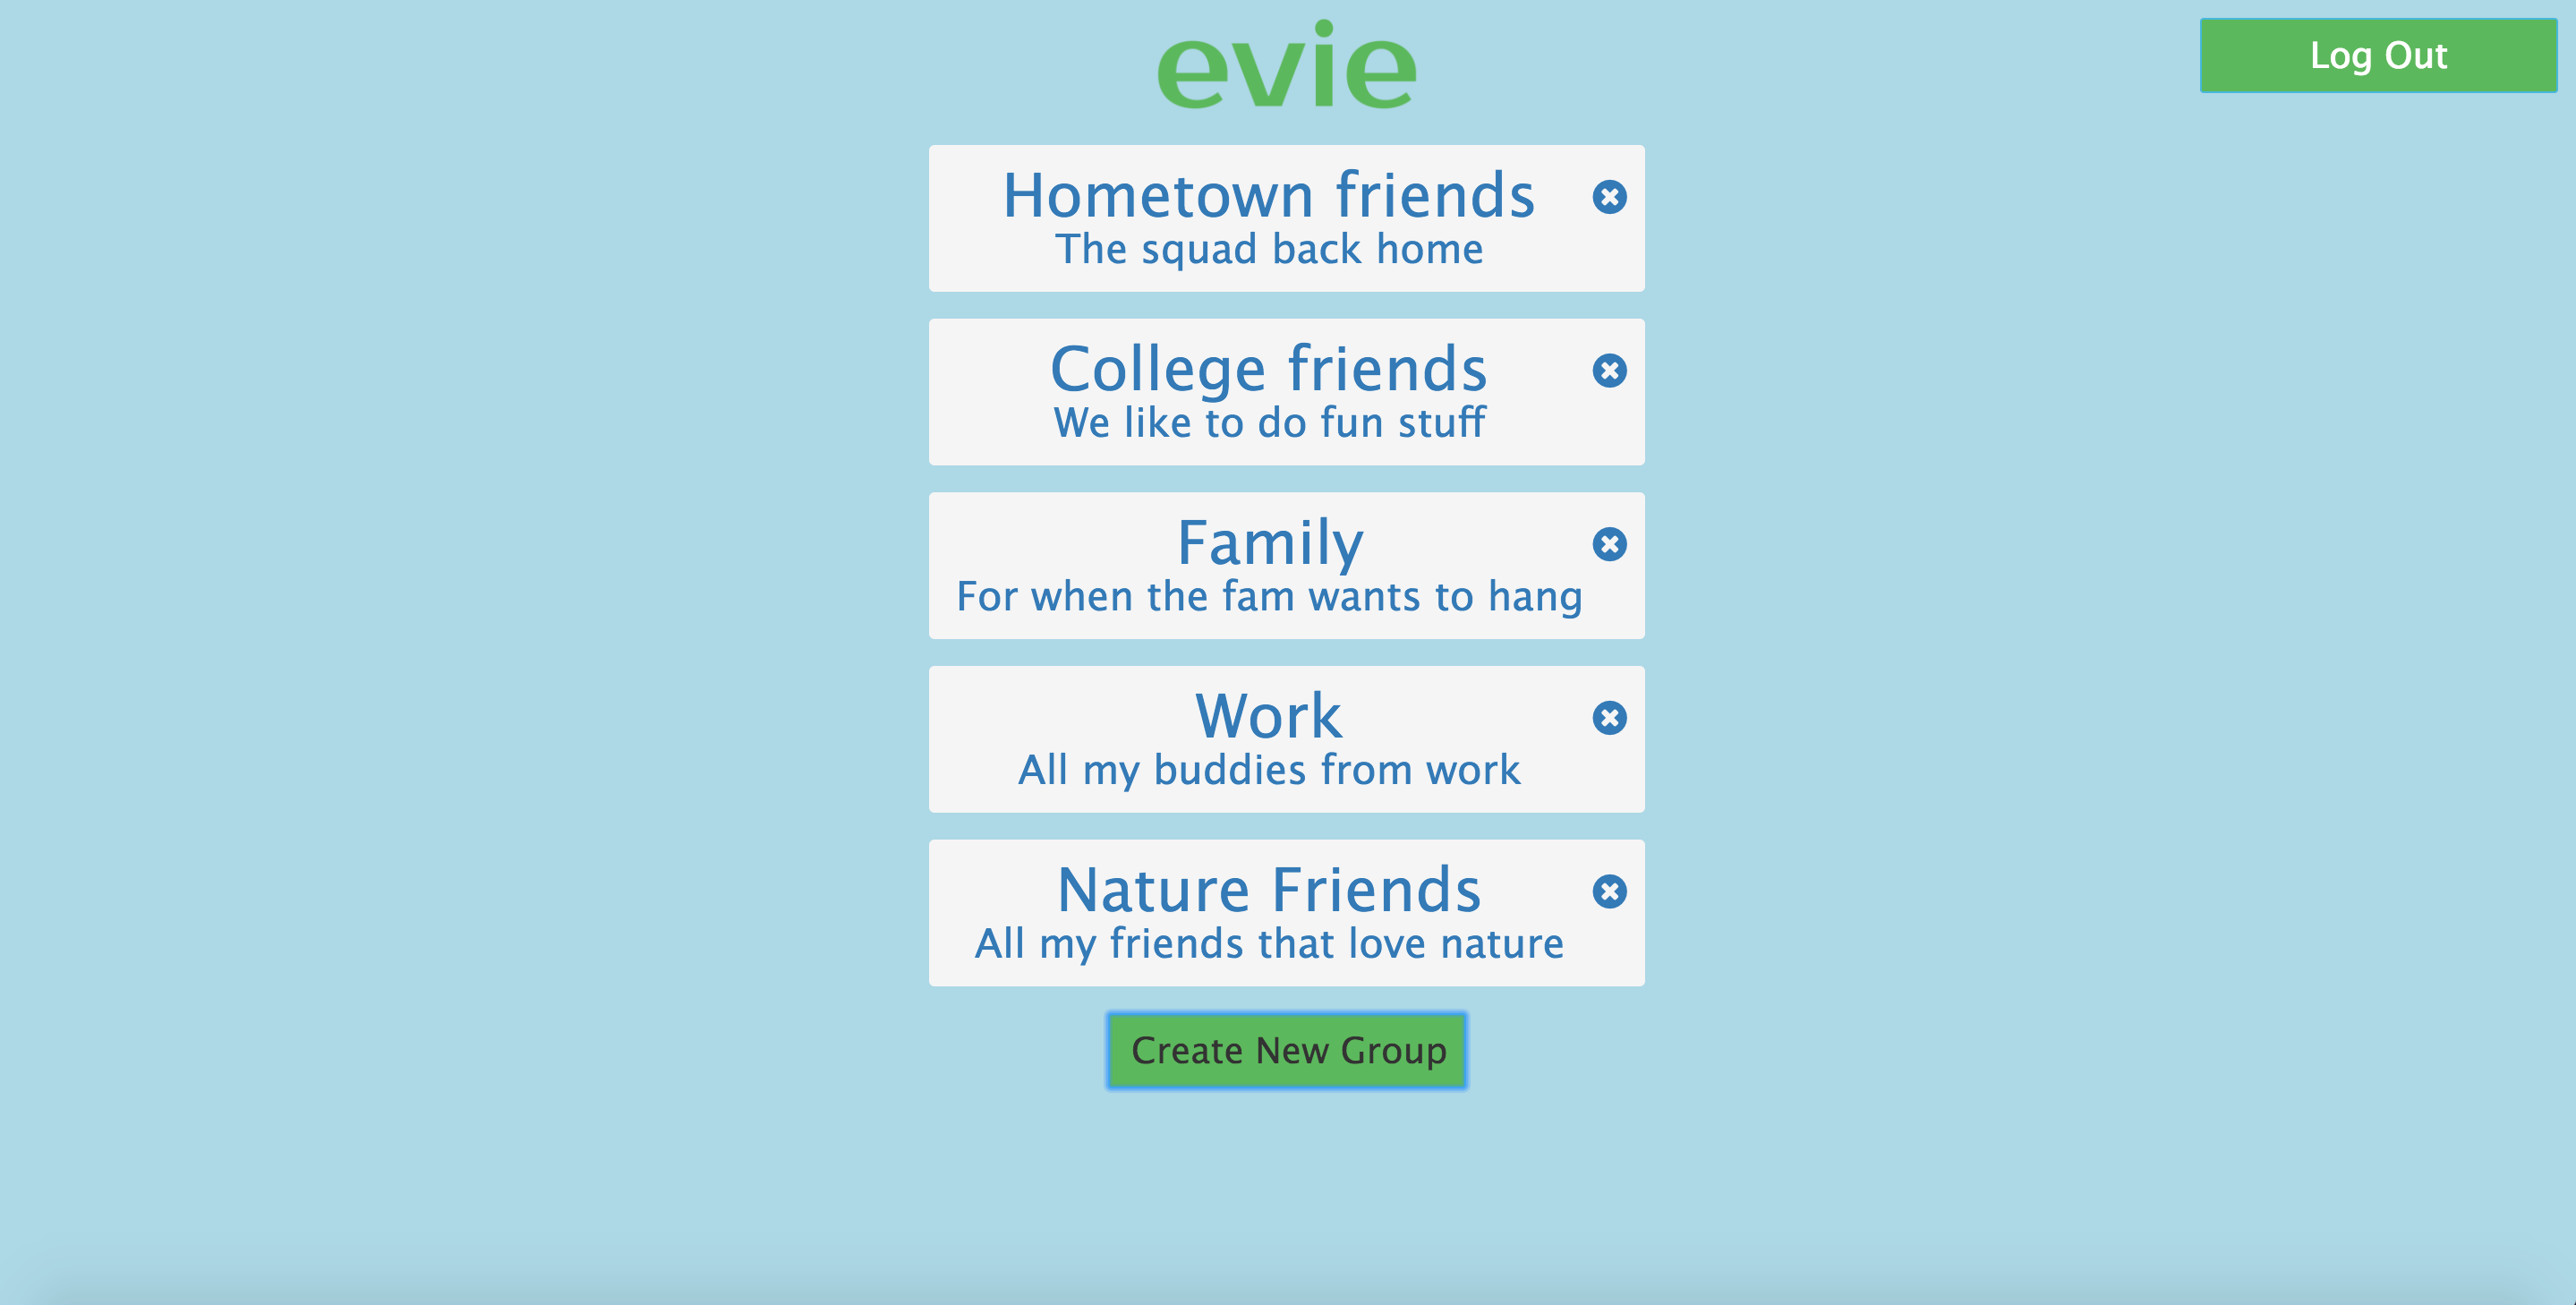 evie
Log Out
Hometown friends
The squad back home
College friends
We like to do fun stuff
Family
For when the fam wants to hang
Work
All my buddies from work
Nature Friends
All my friends that love nature
Create New Group